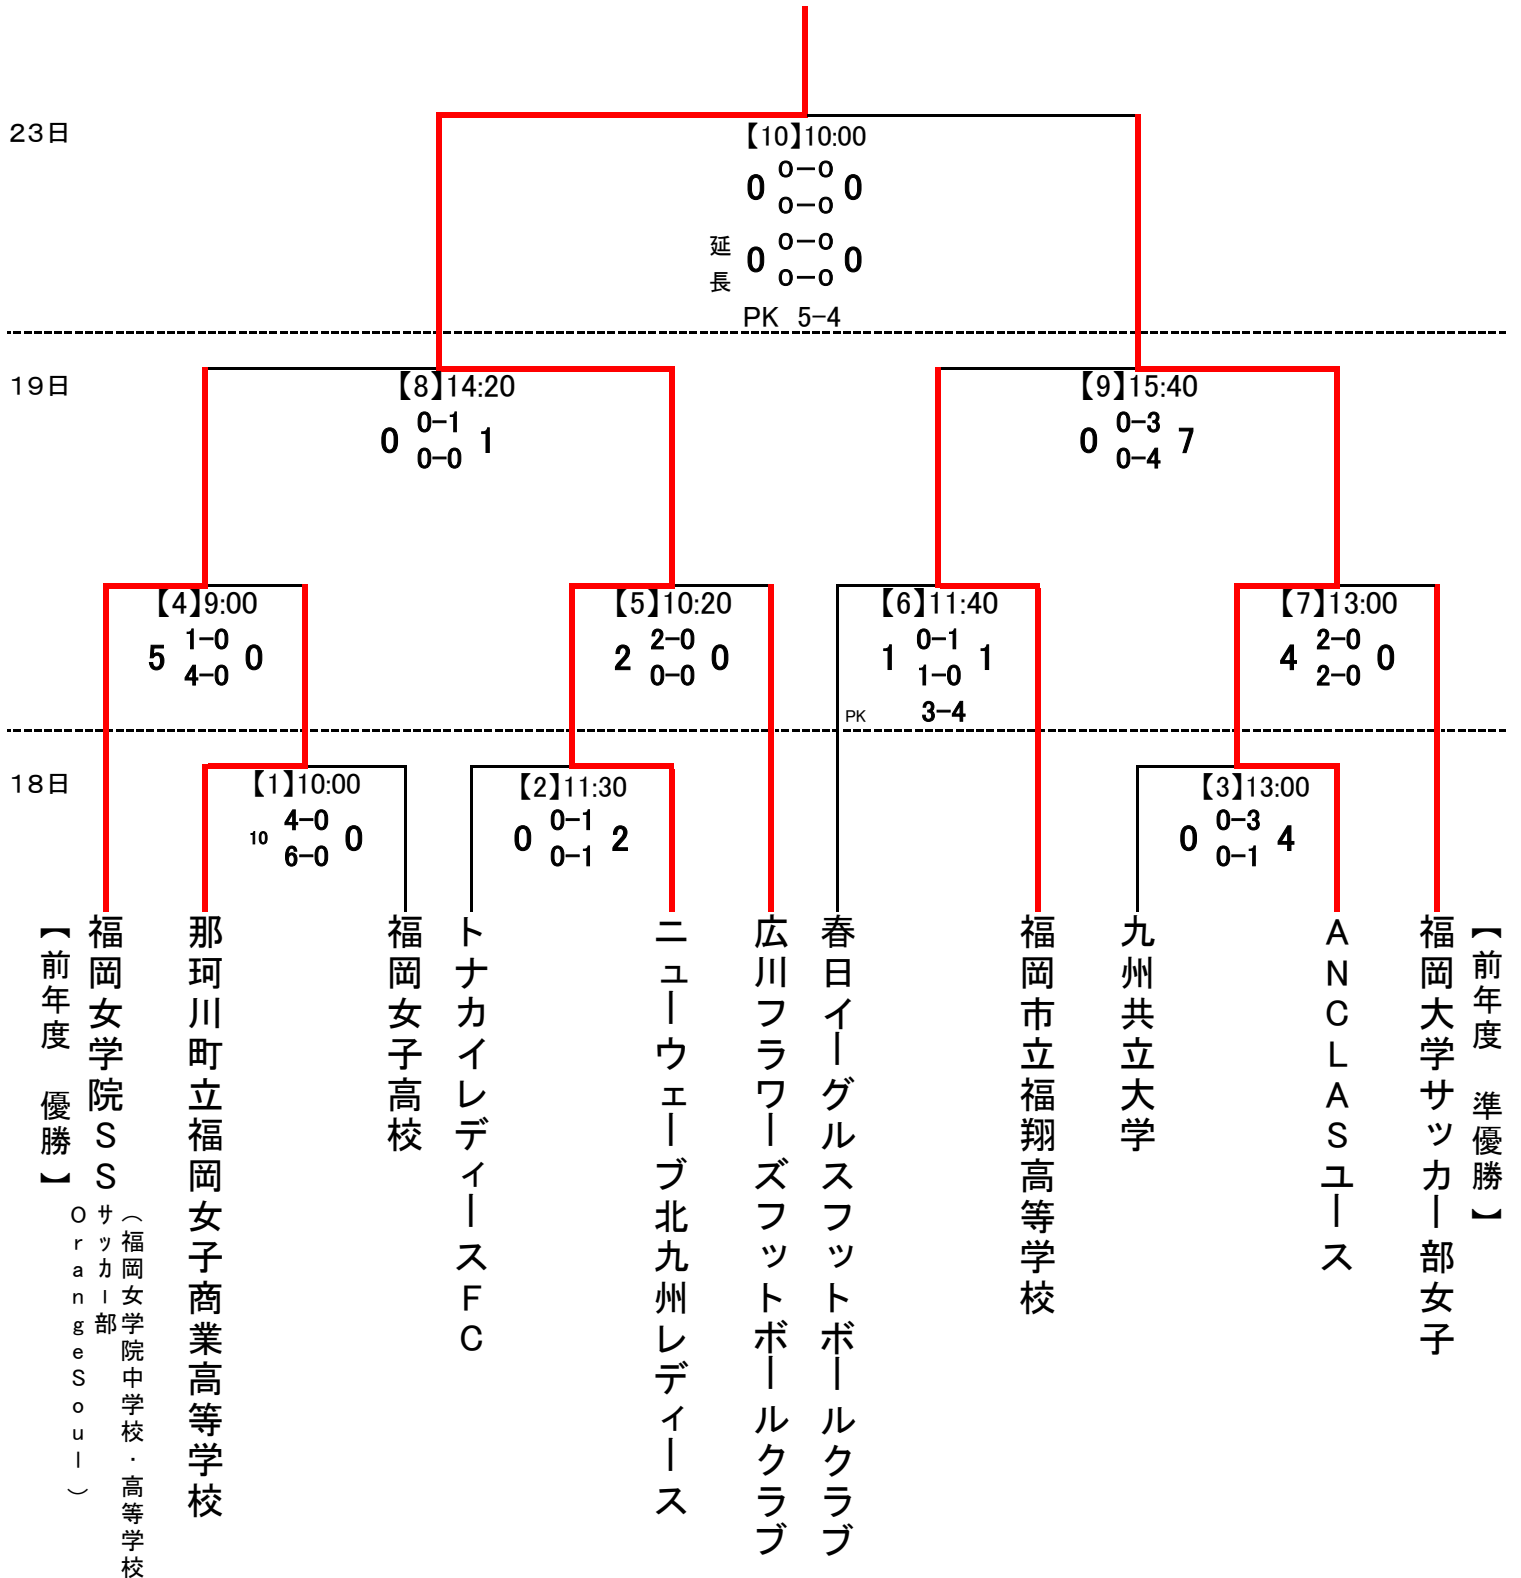 23日
【10】10:00
0 0-0 0
0-0
延長 0 0-0 0
0-0
PK 5-4
19日
【8】14:20
0 0-1 1
0-0
【9】15:40
0 0-3 7
0-4
【4】9:00
5 1-0 0
4-0
【5】10:20
2 2-0 0
0-0
【6】11:40
1 0-1 1
1-0
PK 3-4
【7】13:00
4 2-0 0
2-0
18日
【1】10:00
10 4-0 0
6-0
【2】11:30
0 0-1 2
0-1
【3】13:00
0 0-3 4
0-1
【前年度 優勝】
福岡女学院SS
（福岡女学院中学校・高等学校
サッカー部
OrangeSoul）
那珂川町立福岡女子商業高等学校
福岡女子高校
トナカイレディースFC
ニューウェーブ北九州レディース
広川フラワーズフットボールクラブ
春日イーグルスフットボールクラブ
福岡市立福翔高等学校
九州共立大学
ANCLASユース
福岡大学サッカー部女子
【前年度 準優勝】